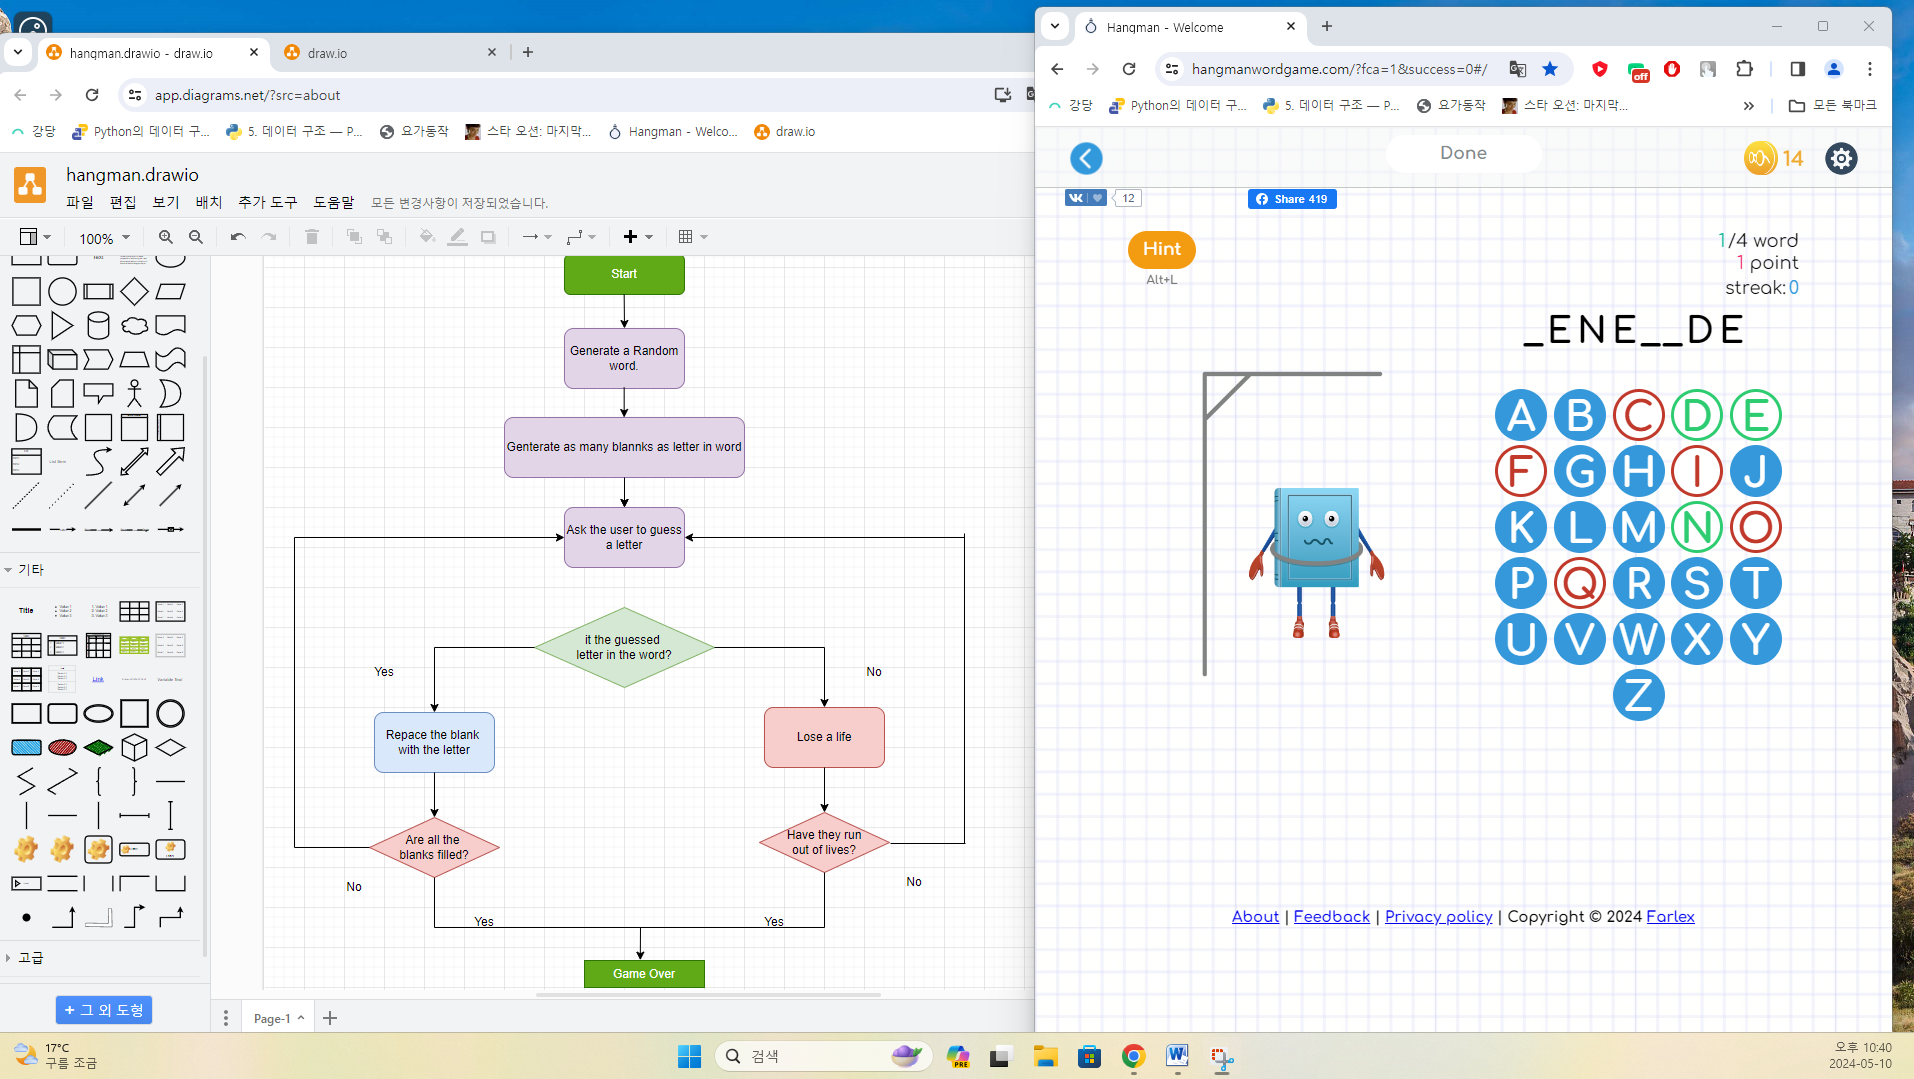 hangman.drawio - draw.io
draw.io
app.diagrams.net/?src=about
강당
Python의 데이터 구...
5. 데이터 구조 — P...
요가동작
스타 오션: 마지막...
Hangman - Welco...
draw.io
hangman.drawio
파일 편집 보기 배치 추가 도구 도움말 모든 변경사항이 저장되었습니다.
100%
기타
Title
Link
고급
+ 그 외 도형
Start
Generate a Random
word.
Genterate as many blannks as letter in word
Ask the user to guess
a letter
it the guessed
letter in the word?
Yes
No
Repace the blank
with the letter
Lose a life
Are all the
blanks filled?
Have they run
out of lives?
No
No
Yes
Yes
Game Over
Page-1
Hangman - Welcome
hangmanwordgame.com/?fca=1&success=0#/
off
강당
Python의 데이터 구...
5. 데이터 구조 — P...
요가동작
스타 오션: 마지막...
모든 북마크
Done
14
12
Share 419
Hint
Alt+L
1/4 word
1 point
streak: 0
_ENE__DE
A B C D E
F G H I J
K L M N O
P Q R S T
U V W X Y
Z
About | Feedback | Privacy policy | Copyright © 2024 Farlex
17°C
구름 조금
검색
PRE
오후 10:40
2024-05-10